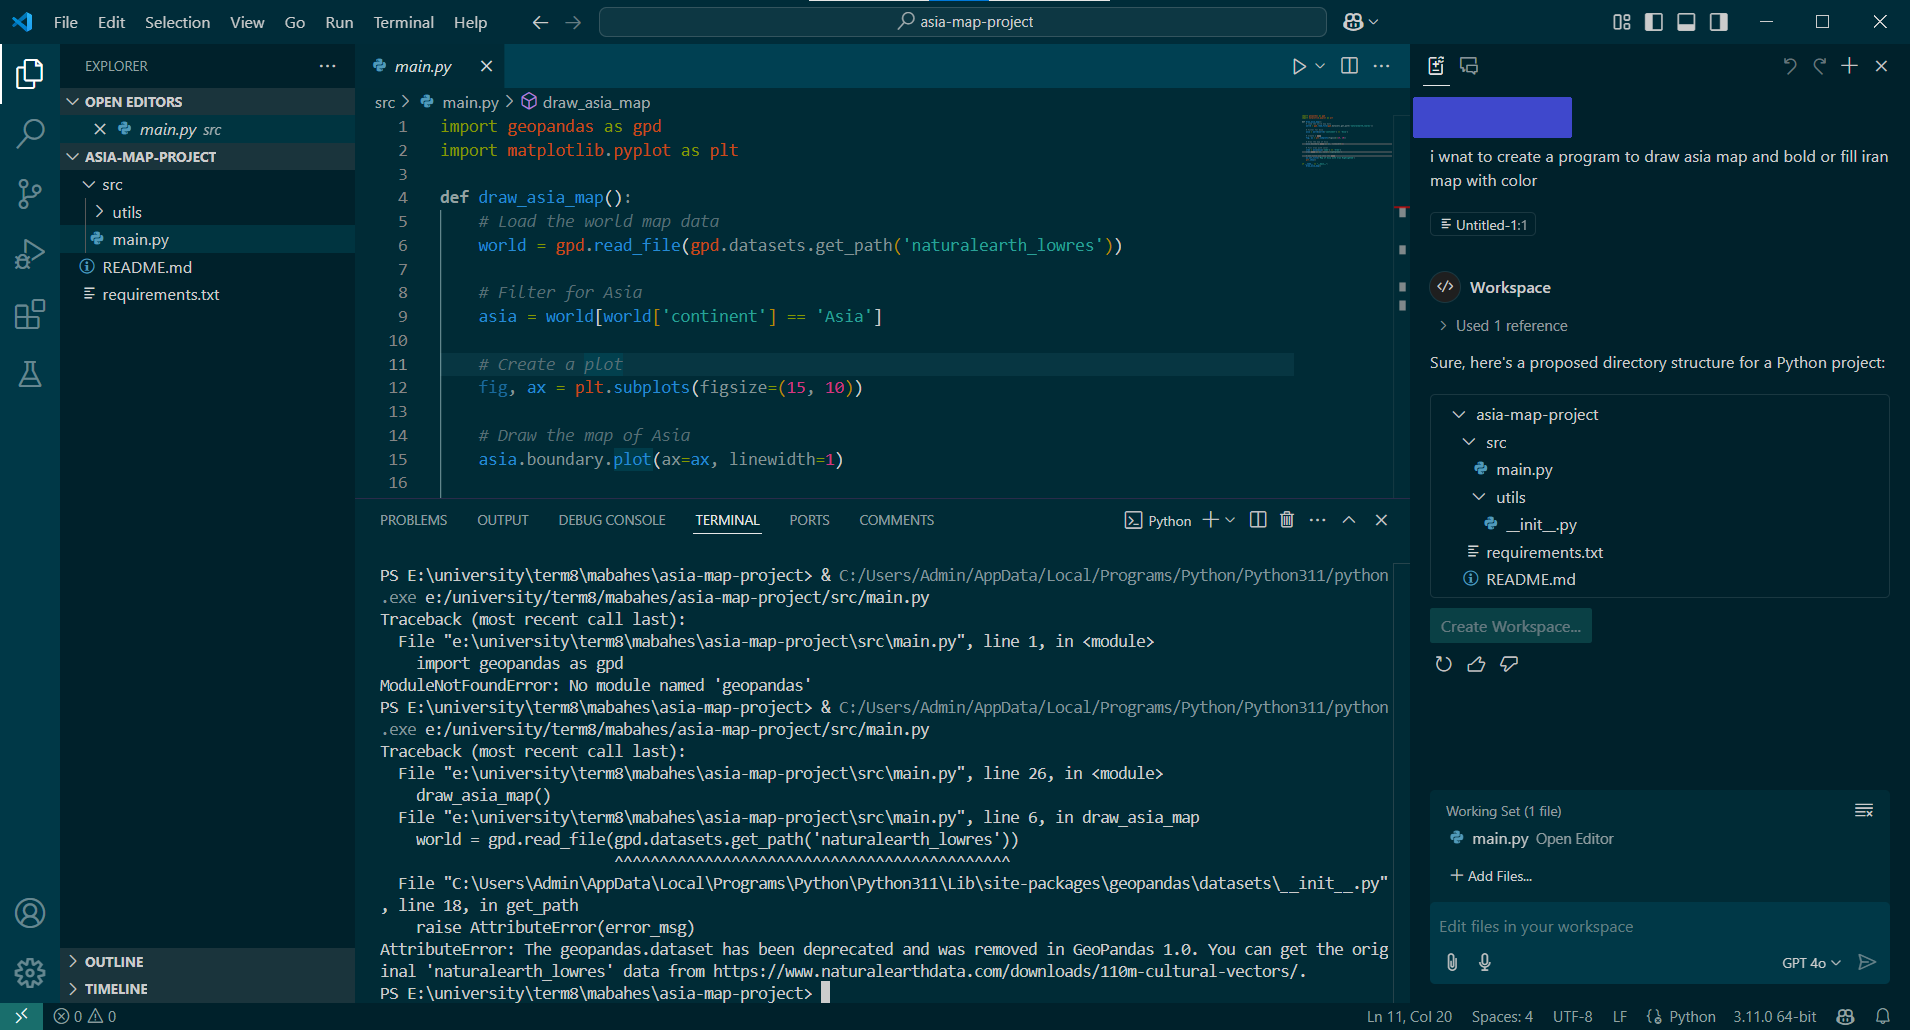 File Edit Selection View Go Run Terminal Help
asia-map-project
EXPLORER
OPEN EDITORS
main.py src
ASIA-MAP-PROJECT
src
utils
main.py
README.md
requirements.txt
OUTLINE
TIMELINE
main.py
src > main.py > draw_asia_map
1 import geopandas as gpd
2 import matplotlib.pyplot as plt
3
4 def draw_asia_map():
5 # Load the world map data
6 world = gpd.read_file(gpd.datasets.get_path('naturalearth_lowres'))
7
8 # Filter for Asia
9 asia = world[world['continent'] == 'Asia']
10
11 # Create a plot
12 fig, ax = plt.subplots(figsize=(15, 10))
13
14 # Draw the map of Asia
15 asia.boundary.plot(ax=ax, linewidth=1)
16
PROBLEMS OUTPUT DEBUG CONSOLE TERMINAL PORTS COMMENTS
Python
PS E:\university\term8\mabahes\asia-map-project> & C:/Users/Admin/AppData/Local/Programs/Python/Python311/python
.exe e:/university/term8/mabahes/asia-map-project/src/main.py
Traceback (most recent call last):
File "e:\university\term8\mabahes\asia-map-project\src\main.py", line 1, in <module>
import geopandas as gpd
ModuleNotFoundError: No module named 'geopandas'
PS E:\university\term8\mabahes\asia-map-project> & C:/Users/Admin/AppData/Local/Programs/Python/Python311/python
.exe e:/university/term8/mabahes/asia-map-project/src/main.py
Traceback (most recent call last):
File "e:\university\term8\mabahes\asia-map-project\src\main.py", line 26, in <module>
draw_asia_map()
File "e:\university\term8\mabahes\asia-map-project\src\main.py", line 6, in draw_asia_map
world = gpd.read_file(gpd.datasets.get_path('naturalearth_lowres'))
^^^^^^^^^^^^^^^^^^^^^^^^^^^^^^^^^^^^^^^^^^^^
File "C:\Users\Admin\AppData\Local\Programs\Python\Python311\Lib\site-packages\geopandas\datasets\__init__.py"
, line 18, in get_path
raise AttributeError(error_msg)
AttributeError: The geopandas.dataset has been deprecated and was removed in GeoPandas 1.0. You can get the orig
inal 'naturalearth_lowres' data from https://www.naturalearthdata.com/downloads/110m-cultural-vectors/.
PS E:\university\term8\mabahes\asia-map-project>
i wnat to create a program to draw asia map and bold or fill iran
map with color
Untitled-1:1
Workspace
Used 1 reference
Sure, here's a proposed directory structure for a Python project:
asia-map-project
src
main.py
utils
__init__.py
requirements.txt
README.md
Create Workspace...
Working Set (1 file)
main.py Open Editor
Add Files...
Edit files in your workspace
GPT 4o
0 0
Ln 11, Col 20 Spaces: 4 UTF-8 LF Python 3.11.0 64-bit